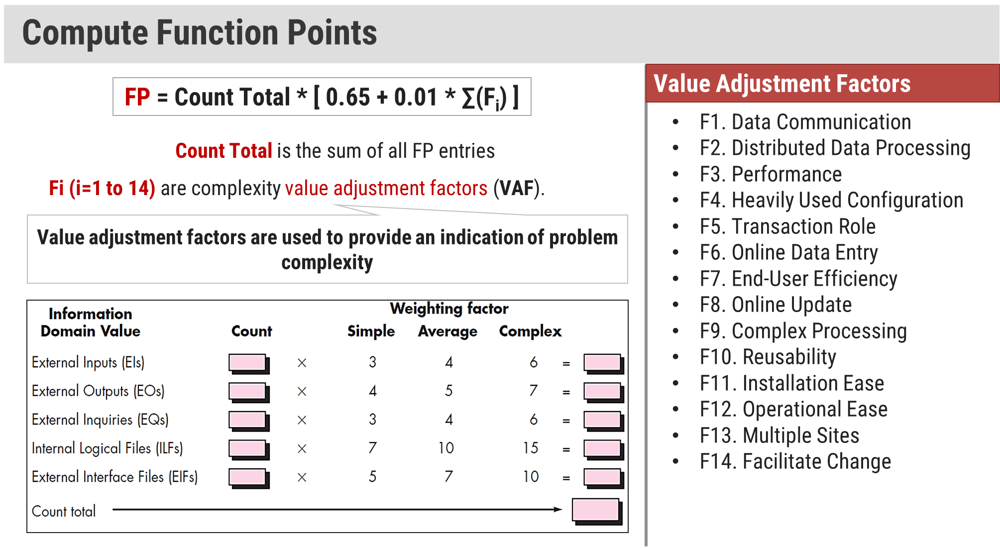 Compute Function Points
FP = Count Total * [ 0.65 + 0.01 * ∑(Fi) ]
Count Total is the sum of all FP entries
Fi (i=1 to 14) are complexity value adjustment factors (VAF).
Value adjustment factors are used to provide an indication of problem
complexity
Information
Domain Value
Count
Weighting factor
Simple Average Complex
External Inputs (EIs) × 3 4 6 =
External Outputs (EOs) × 4 5 7 =
External Inquiries (EQs) × 3 4 6 =
Internal Logical Files (ILFs) × 7 10 15 =
External Interface Files (EIFs) × 5 7 10 =
Count total
Value Adjustment Factors
• F1. Data Communication
• F2. Distributed Data Processing
• F3. Performance
• F4. Heavily Used Configuration
• F5. Transaction Role
• F6. Online Data Entry
• F7. End-User Efficiency
• F8. Online Update
• F9. Complex Processing
• F10. Reusability
• F11. Installation Ease
• F12. Operational Ease
• F13. Multiple Sites
• F14. Facilitate Change